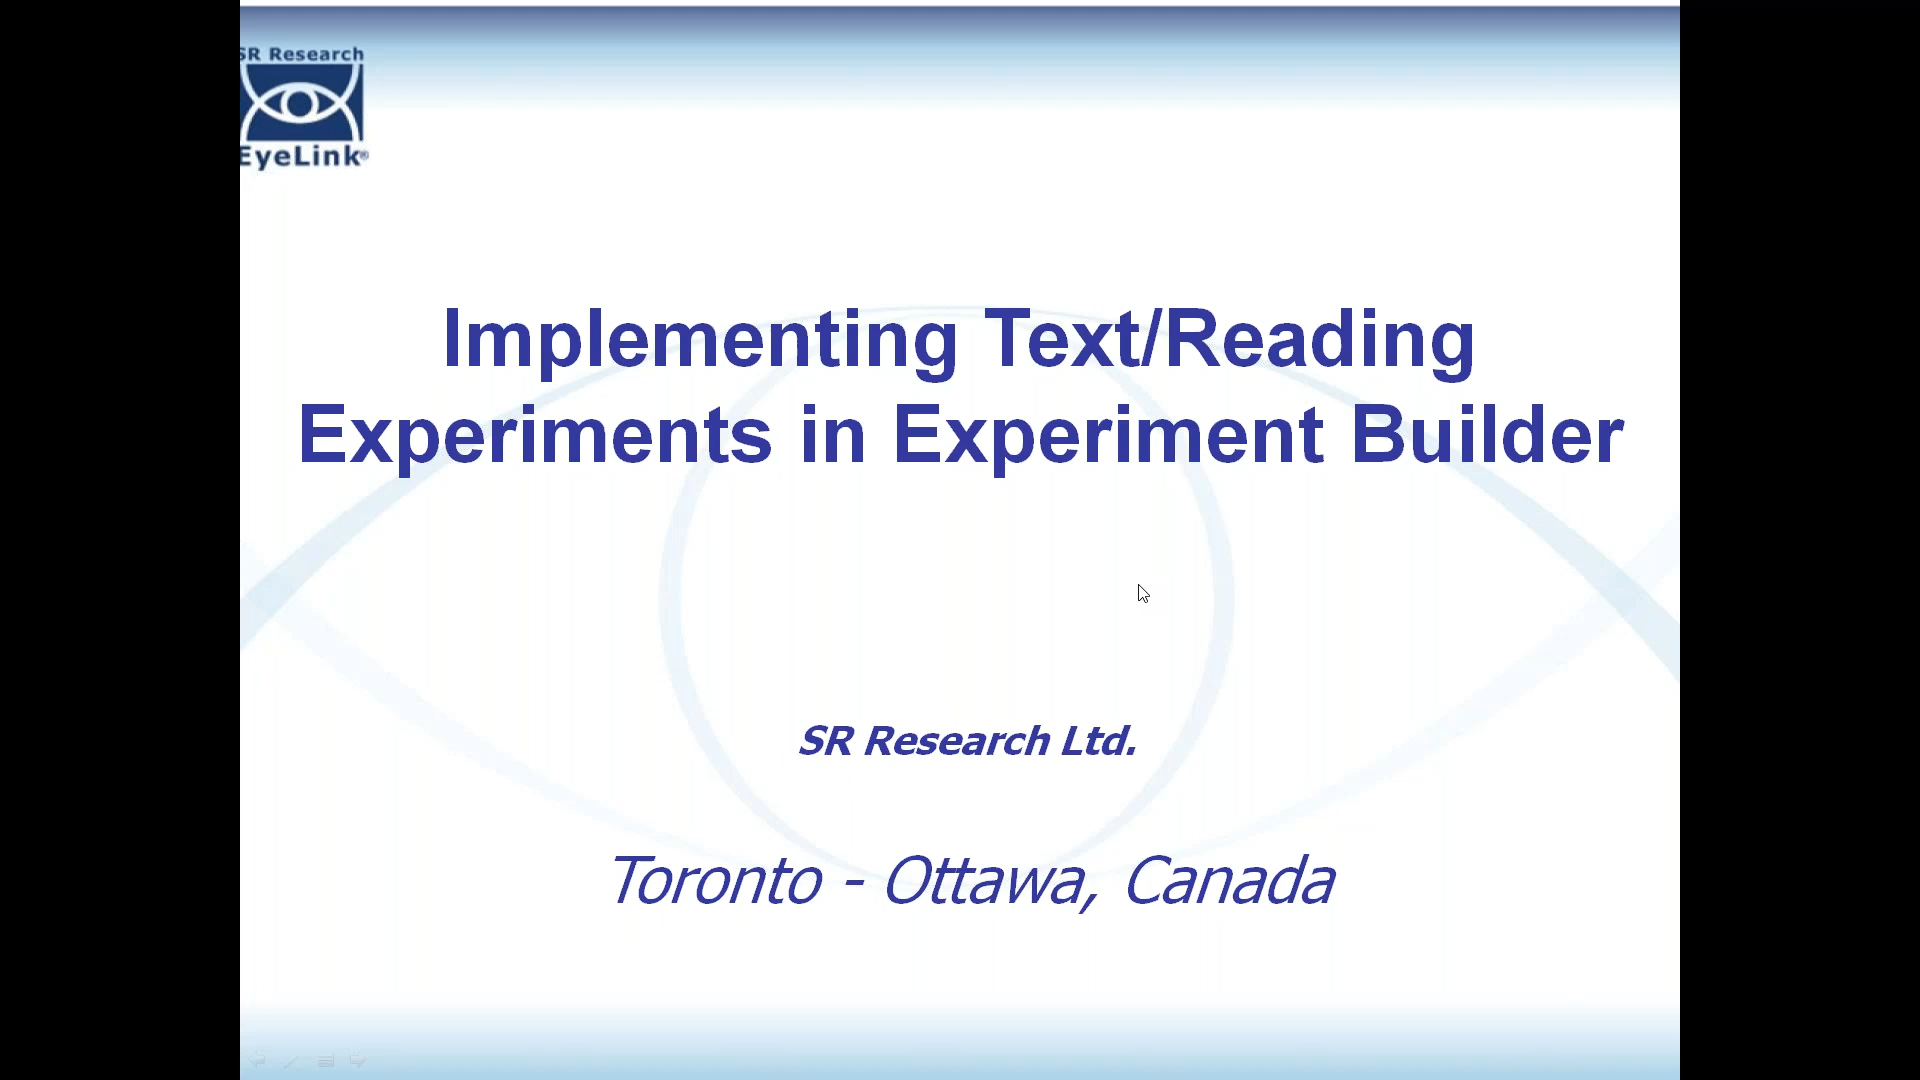 SR Research
EyeLink®
Implementing Text/Reading
Experiments in Experiment Builder
SR Research Ltd.
Toronto - Ottawa, Canada